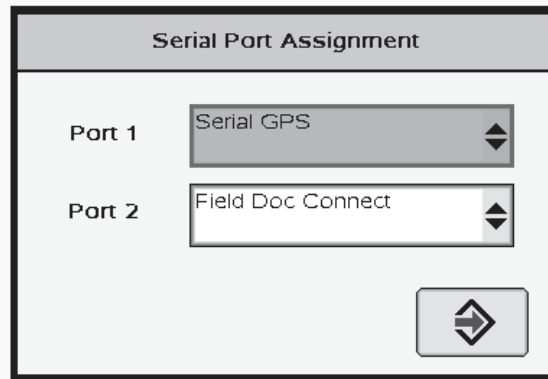 Serial Port Assignment
Port 1
Serial GPS
Port 2
Field Doc Connect